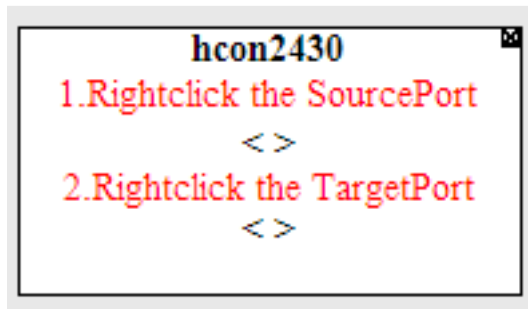 hcon2430
1.Rightclick the SourcePort
< >
2.Rightclick the TargetPort
< >